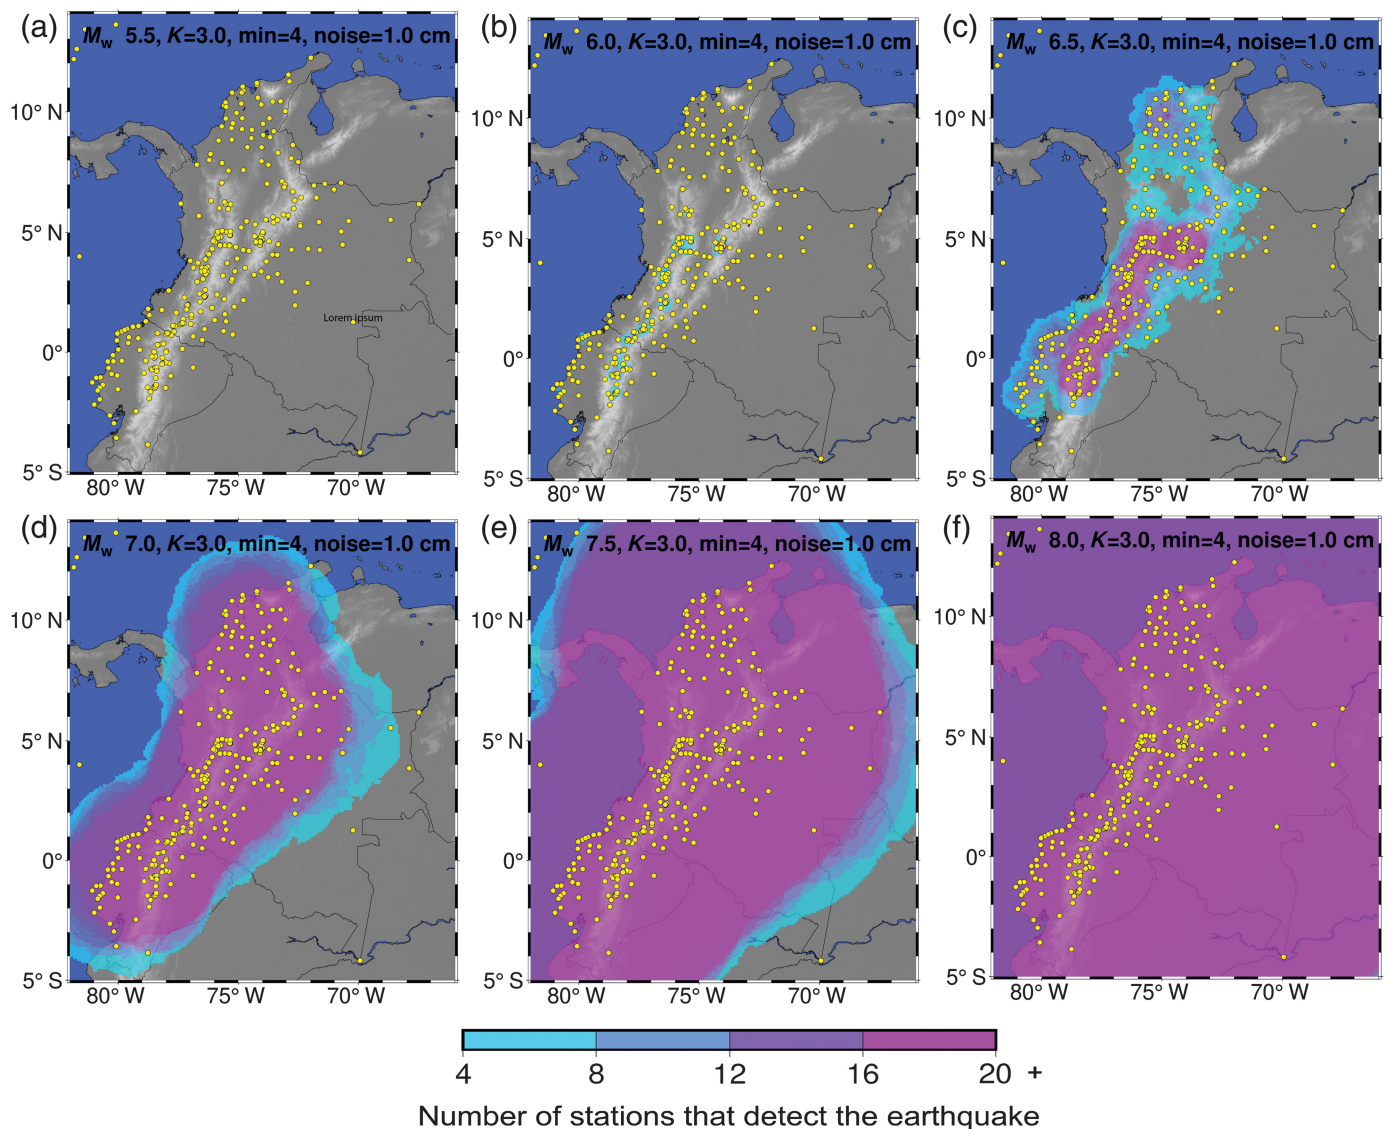 (a) Mw 5.5, K=3.0, min=4, noise=1.0 cm
(b) Mw 6.0, K=3.0, min=4, noise=1.0 cm
(c) Mw 6.5, K=3.0, min=4, noise=1.0 cm
10° N
10° N
10° N
5° N
5° N
5° N
Lorem ipsum
0°
0°
0°
5° S
5° S
5° S
80° W 75° W 70° W
80° W 75° W 70° W
80° W 75° W 70° W
(d) Mw 7.0, K=3.0, min=4, noise=1.0 cm
(e) Mw 7.5, K=3.0, min=4, noise=1.0 cm
(f) Mw 8.0, K=3.0, min=4, noise=1.0 cm
10° N
10° N
10° N
5° N
5° N
5° N
0°
0°
0°
5° S
5° S
5° S
80° W 75° W 70° W
80° W 75° W 70° W
80° W 75° W 70° W
4 8 12 16 20 +
Number of stations that detect the earthquake